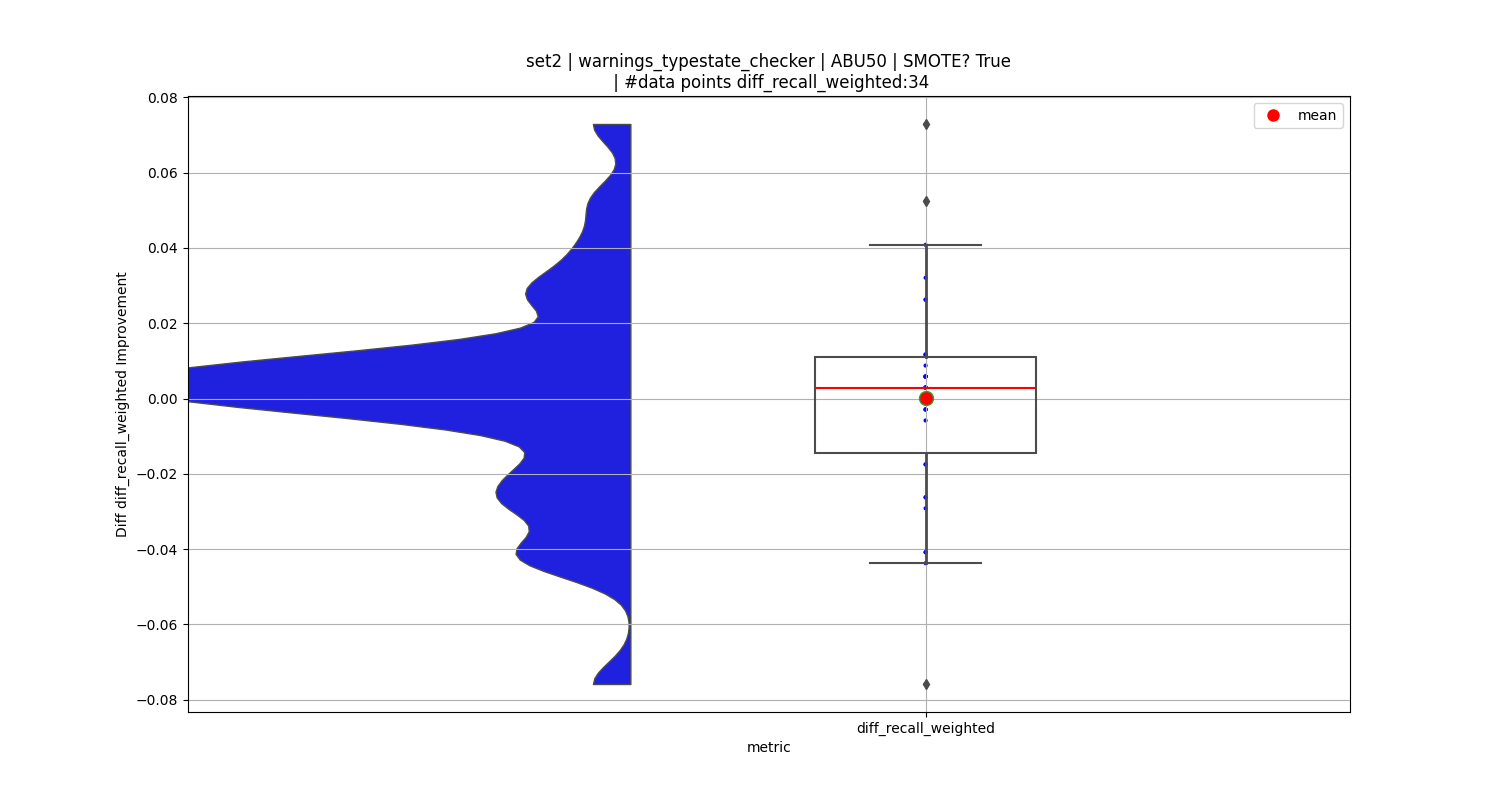 set2 | warnings_typestate_checker | ABU50 | SMOTE? True
| #data points diff_recall_weighted:34
mean
0.08
0.06
0.04
0.02
0.00
−0.02
−0.04
−0.06
−0.08
Diff diff_recall_weighted Improvement
diff_recall_weighted
metric